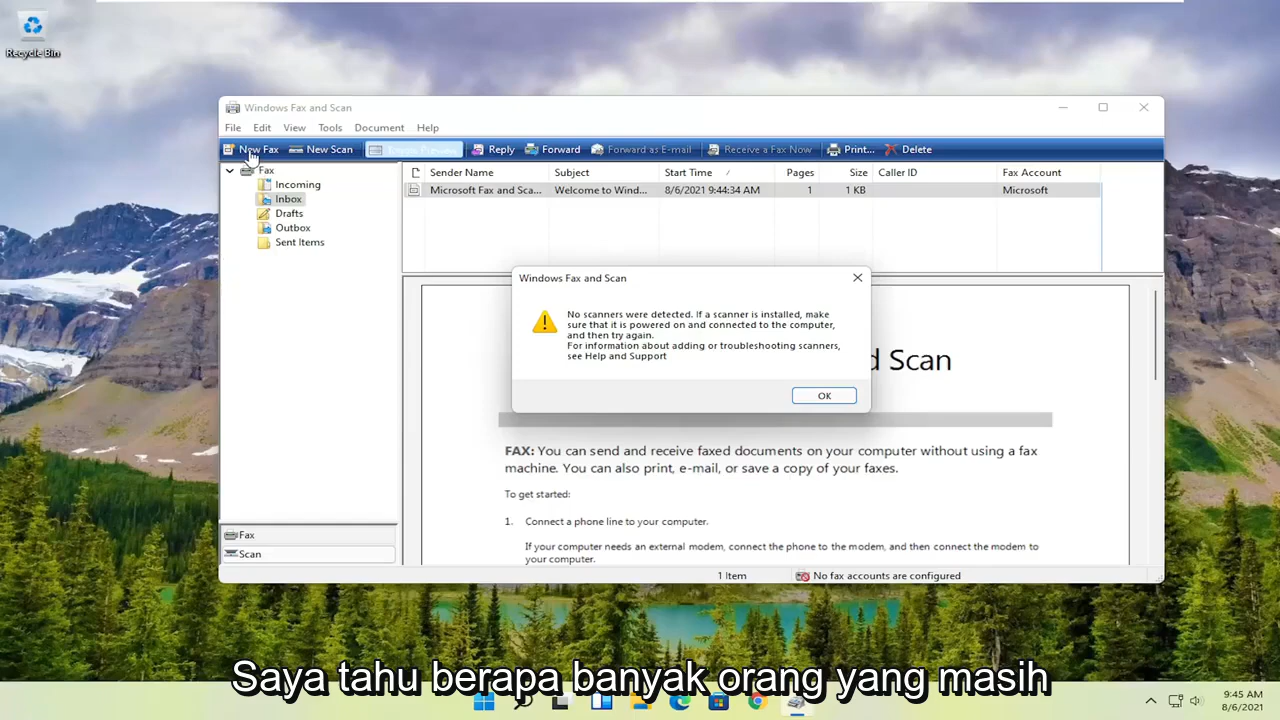 Recycle Bin
Windows Fax and Scan
File Edit View Tools Document Help
New Fax New Scan Reply Forward Forward as E-mail Receive a Fax Now Print... Delete
Fax
Incoming
Inbox
Drafts
Outbox
Sent Items
Sender Name Subject Start Time Pages Size Caller ID Fax Account
Microsoft Fax and Sca... Welcome to Wind... 8/6/2021 9:44:34 AM 1 1 KB Microsoft
Windows Fax and Scan
No scanners were detected. If a scanner is installed, make
sure that it is powered on and connected to the computer,
and then try again.
For information about adding or troubleshooting scanners,
see Help and Support
OK
d Scan
FAX: You can send and receive faxed documents on your computer without using a fax
machine. You can also print, e-mail, or save a copy of your faxes.
To get started:
1. Connect a phone line to your computer.
If your computer needs an external modem, connect the phone to the modem, and then connect the modem to
your computer.
Fax
Scan
1 Item
No fax accounts are configured
Saya tahu berapa banyak orang yang masih
9:45 AM
8/6/2021